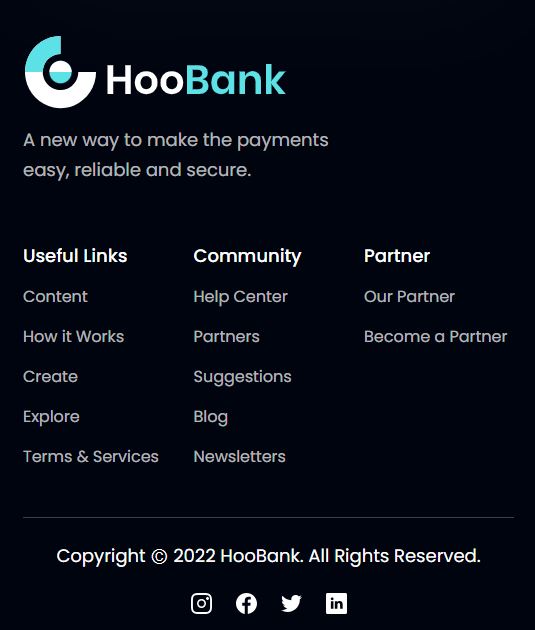 HooBank
A new way to make the payments
easy, reliable and secure.
Useful Links
Content
How it Works
Create
Explore
Terms & Services
Community
Help Center
Partners
Suggestions
Blog
Newsletters
Partner
Our Partner
Become a Partner
Copyright Ⓒ 2022 HooBank. All Rights Reserved.
in